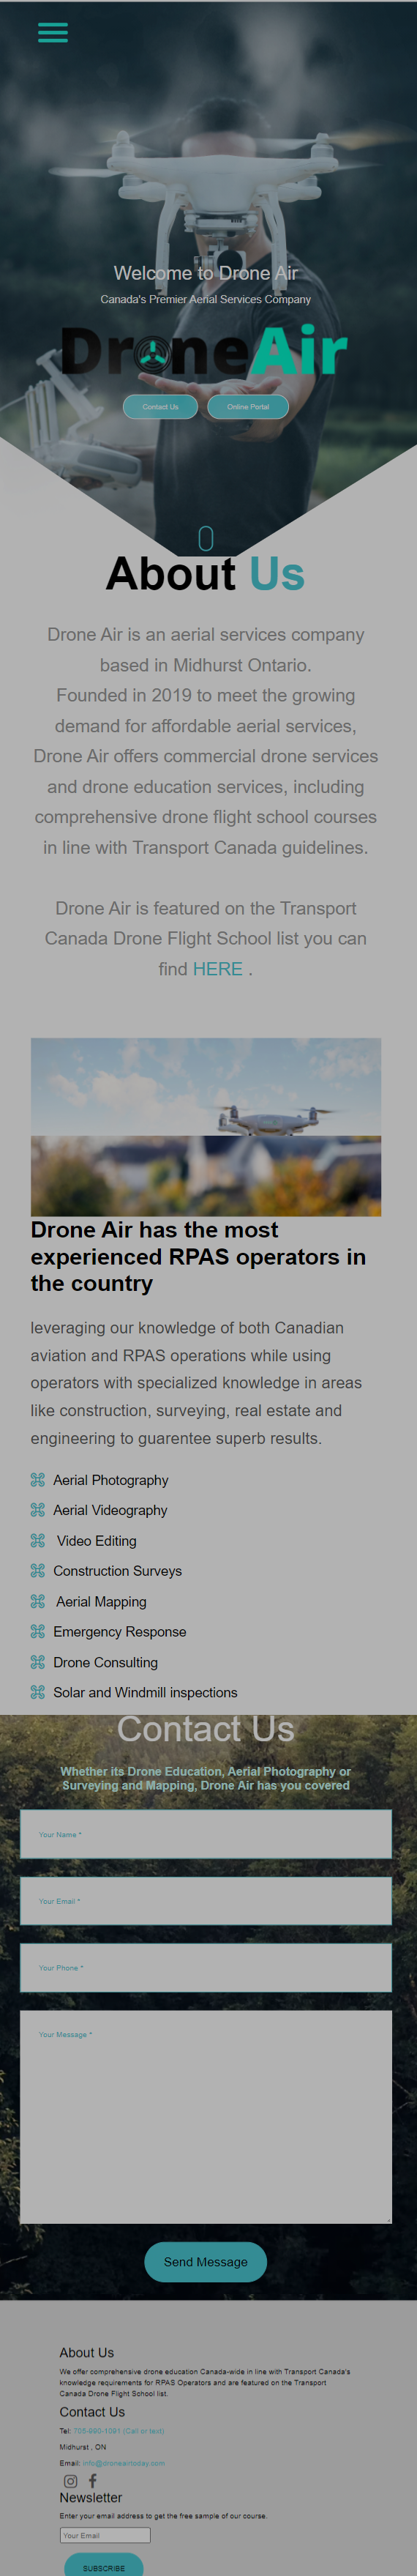 Welcome to Drone Air
Canada's Premier Aerial Services Company
DroneAir
Contact Us
Online Portal
About Us
Drone Air is an aerial services company
based in Midhurst Ontario.
Founded in 2019 to meet the growing
demand for affordable aerial services,
Drone Air offers commercial drone services
and drone education services, including
comprehensive drone flight school courses
in line with Transport Canada guidelines.
Drone Air is featured on the Transport
Canada Drone Flight School list you can
find HERE .
Drone Air has the most
experienced RPAS operators in
the country
leveraging our knowledge of both Canadian
aviation and RPAS operations while using
operators with specialized knowledge in areas
like construction, surveying, real estate and
engineering to guarentee superb results.
Aerial Photography
Aerial Videography
Video Editing
Construction Surveys
Aerial Mapping
Emergency Response
Drone Consulting
Solar and Windmill inspections
Contact Us
Whether its Drone Education, Aerial Photography or
Surveying and Mapping, Drone Air has you covered
Your Name *
Your Email *
Your Phone *
Your Message *
Send Message
About Us
We offer comprehensive drone education Canada-wide in line with Transport Canada's
knowledge requirements for RPAS Operators and are featured on the Transport
Canada Drone Flight School list.
Contact Us
Tel: 705-990-1091 (Call or text)
Midhurst , ON
Email: info@droneairtoday.com
Newsletter
Enter your email address to get the free sample of our course.
Your Email
SUBSCRIBE